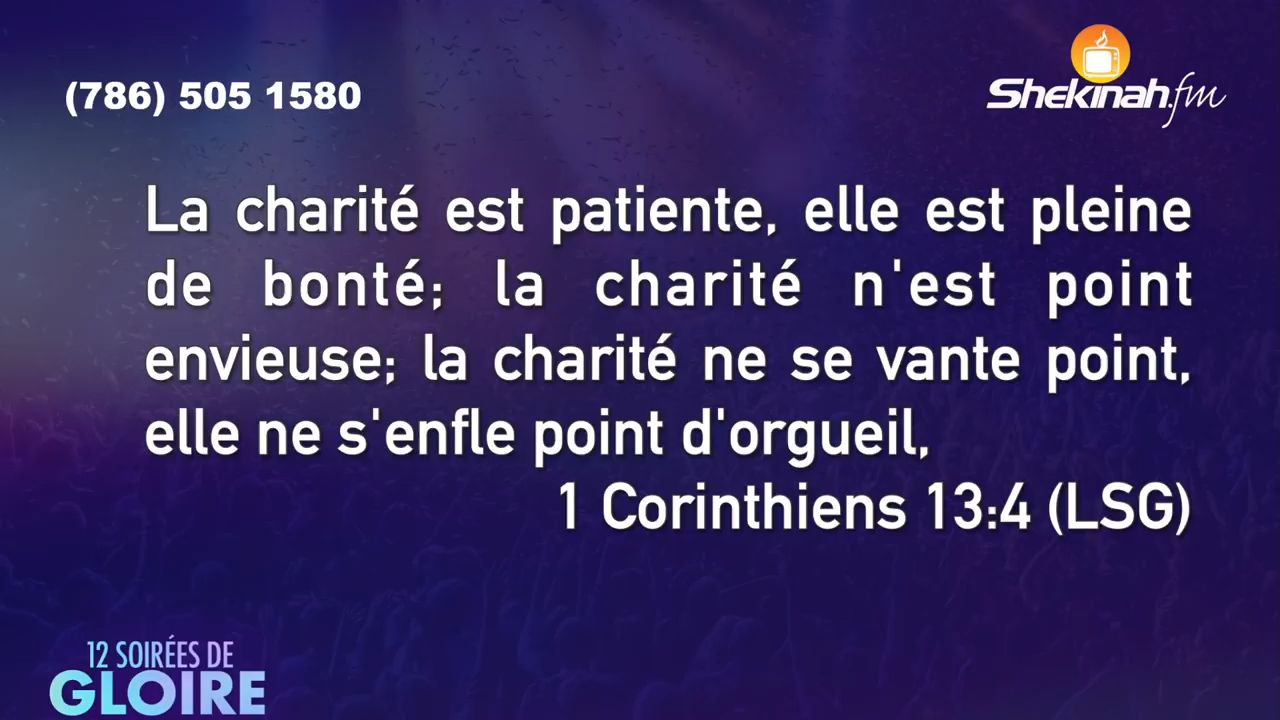 (786) 505 1580
Shekinah.fm
La charité est patiente, elle est pleine
de bonté; la charité n'est point
envieuse; la charité ne se vante point,
elle ne s'enfle point d'orgueil,
1 Corinthiens 13:4 (LSG)
12 SOIRÉES DE
GLOIRE